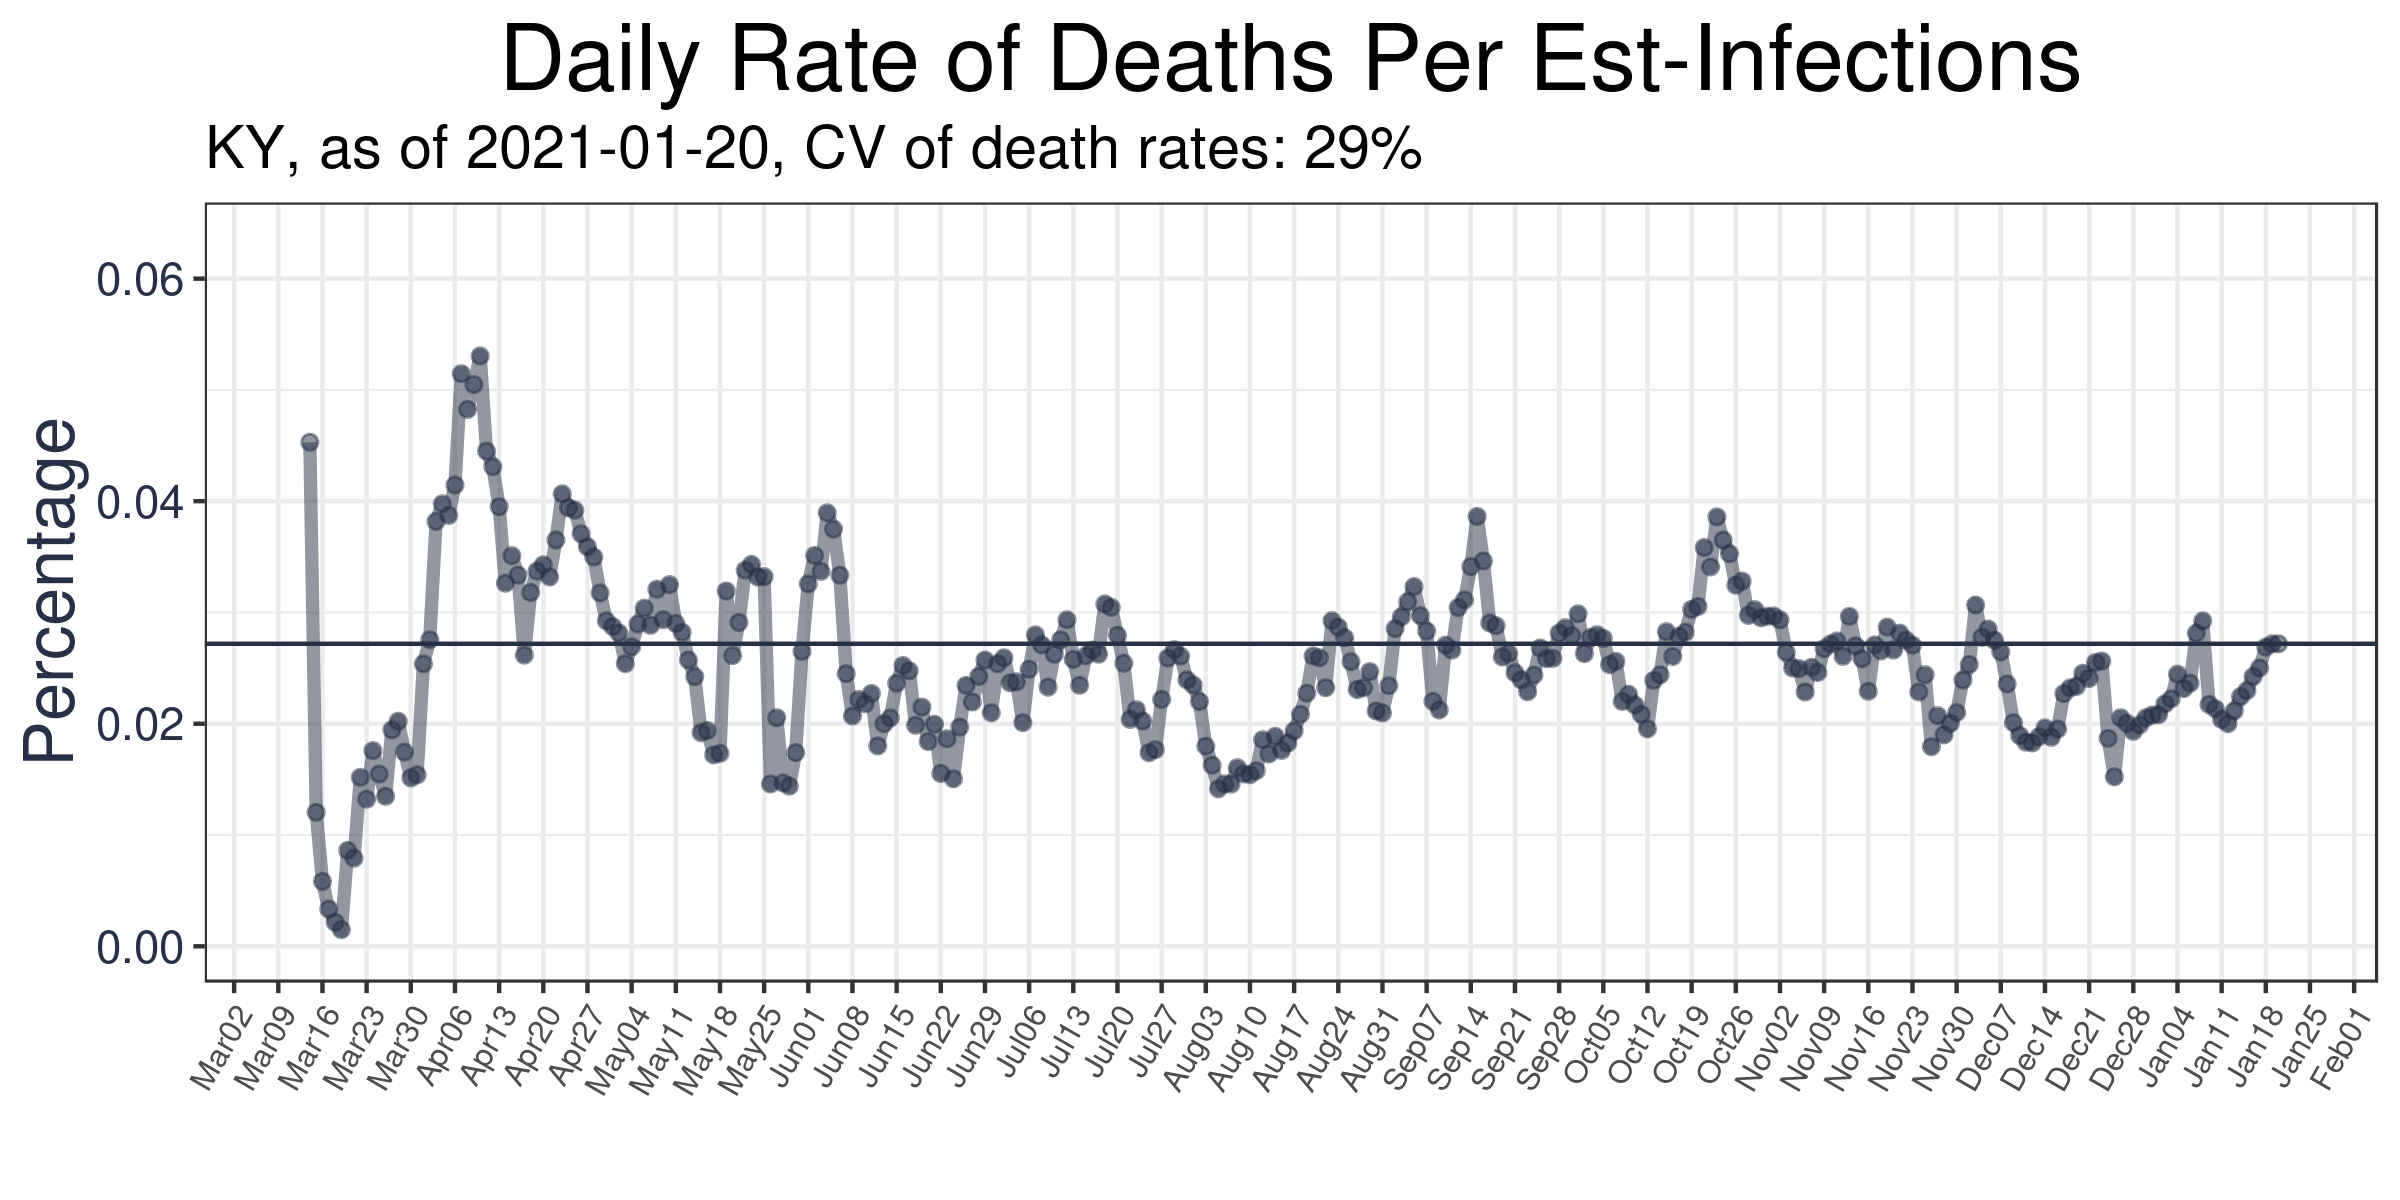 Daily Rate of Deaths Per Est-Infections
KY, as of 2021-01-20, CV of death rates: 29%
Percentage
0.06
0.04
0.02
0.00
Mar02
Mar09
Mar16
Mar23
Mar30
Apr06
Apr13
Apr20
Apr27
May04
May11
May18
May25
Jun01
Jun08
Jun15
Jun22
Jun29
Jul06
Jul13
Jul20
Jul27
Aug03
Aug10
Aug17
Aug24
Aug31
Sep07
Sep14
Sep21
Sep28
Oct05
Oct12
Oct19
Oct26
Nov02
Nov09
Nov16
Nov23
Nov30
Dec07
Dec14
Dec21
Dec28
Jan04
Jan11
Jan18
Jan25
Feb01